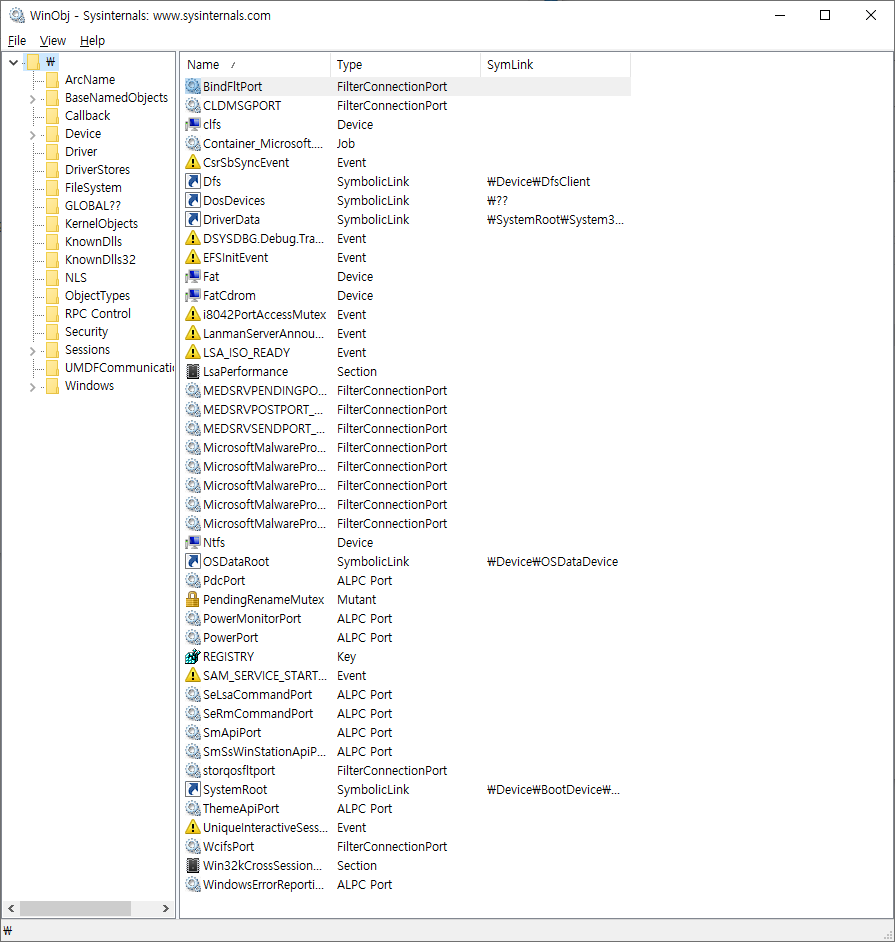 WinObj - Sysinternals: www.sysinternals.com
File View Help
₩
ArcName
BaseNamedObjects
Callback
Device
Driver
DriverStores
FileSystem
GLOBAL??
KernelObjects
KnownDlls
KnownDlls32
NLS
ObjectTypes
RPC Control
Security
Sessions
UMDFCommunicatio
Windows
Name Type SymLink
BindFltPort FilterConnectionPort
CLDMSGPORT FilterConnectionPort
clfs Device
Container_Microsoft.... Job
CsrSbSyncEvent Event
Dfs SymbolicLink ₩Device₩DfsClient
DosDevices SymbolicLink ₩??
DriverData SymbolicLink ₩SystemRoot₩System3...
DSYSDBG.Debug.Tra... Event
EFSInitEvent Event
Fat Device
FatCdrom Device
i8042PortAccessMutex Event
LanmanServerAnnou... Event
LSA_ISO_READY Event
LsaPerformance Section
MEDSRVPENDINGPO... FilterConnectionPort
MEDSRVPOSTPORT_... FilterConnectionPort
MEDSRVSENDPORT_... FilterConnectionPort
MicrosoftMalwarePro... FilterConnectionPort
MicrosoftMalwarePro... FilterConnectionPort
MicrosoftMalwarePro... FilterConnectionPort
MicrosoftMalwarePro... FilterConnectionPort
MicrosoftMalwarePro... FilterConnectionPort
Ntfs Device
OSDataRoot SymbolicLink ₩Device₩OSDataDevice
PdcPort ALPC Port
PendingRenameMutex Mutant
PowerMonitorPort ALPC Port
PowerPort ALPC Port
REGISTRY Key
SAM_SERVICE_START... Event
SeLsaCommandPort ALPC Port
SeRmCommandPort ALPC Port
SmApiPort ALPC Port
SmSsWinStationApiP... ALPC Port
storqosfltport FilterConnectionPort
SystemRoot SymbolicLink ₩Device₩BootDevice₩...
ThemeApiPort ALPC Port
UniqueInteractiveSess... Event
WcifsPort FilterConnectionPort
Win32kCrossSession... Section
WindowsErrorReporti... ALPC Port
₩